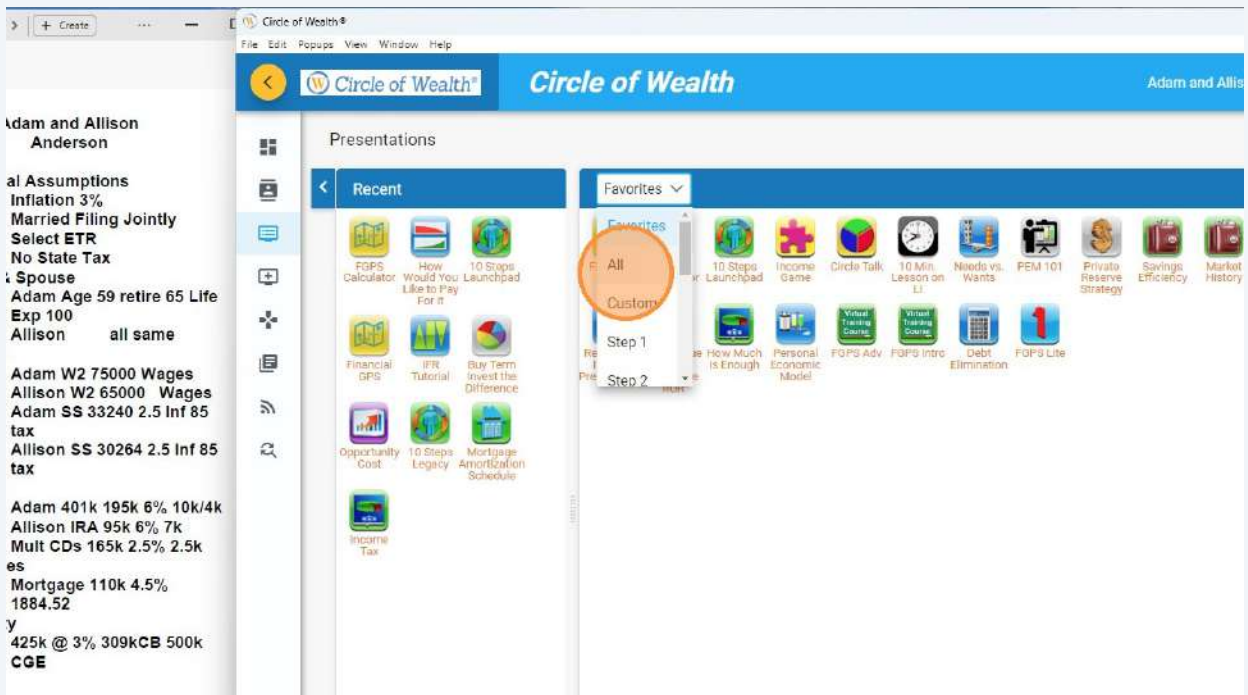 + Create
...
Circle of Wealth®
File Edit Popups View Window Help
Circle of Wealth®
Circle of Wealth
Adam and Allis
Adam and Allison
Anderson
al Assumptions
Inflation 3%
Married Filing Jointly
Select ETR
No State Tax
& Spouse
Adam Age 59 retire 65 Life
Exp 100
Allison all same
Adam W2 75000 Wages
Allison W2 65000 Wages
Adam SS 33240 2.5 Inf 85
tax
Allison SS 30264 2.5 Inf 85
tax
Adam 401k 195k 6% 10k/4k
Allison IRA 95k 6% 7k
Mult CDs 165k 2.5% 2.5k
es
Mortgage 110k 4.5%
1884.52
y
425k @ 3% 309kCB 500k
CGE
Presentations
Recent
FGPS
Calculator
How
Would You
Like to Pay
For It
10 Steps
Launchpad
Financial
GPS
IFR
Tutorial
Buy Term
Invest the
Difference
Opportunity
Cost
10 Steps
Legacy
Mortgage
Amortization
Schedule
Income
Tax
Favorites
Favorites
All
Custom
Step 1
Step 2
10 Steps
Launchpad
Income
Game
Circle Talk
10 Min
Lesson on
LI
Needs vs.
Wants
PEM 101
Private
Reserve
Strategy
Savings
Efficiency
Market
History
How Much
is Enough
Personal
Economic
Model
Virtual
Training
Course
FGPS Adv
Virtual
Training
Course
FGPS Intro
Debt
Elimination
1
FGPS Lite